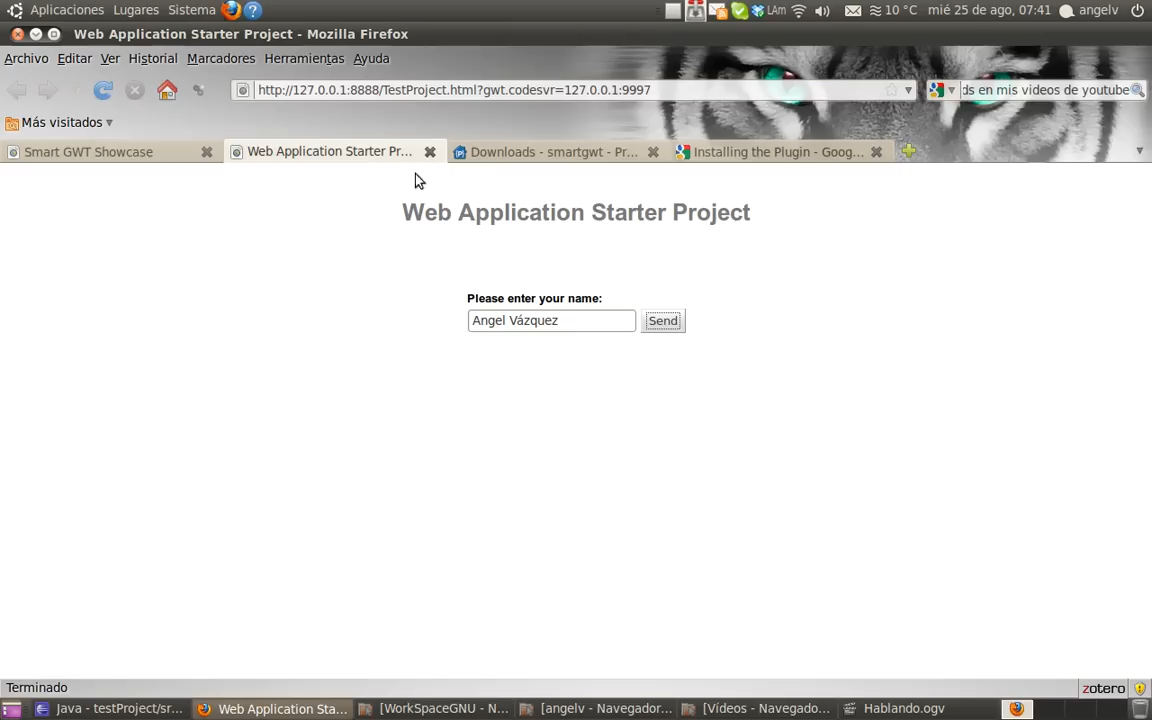 Aplicaciones Lugares Sistema LAm 10 °C mié 25 de ago, 07:41 angelv
Web Application Starter Project - Mozilla Firefox
Archivo Editar Ver Historial Marcadores Herramientas Ayuda
http://127.0.0.1:8888/TestProject.html?gwt.codesvr=127.0.0.1:9997 ds en mis videos de youtube
Más visitados
Smart GWT Showcase Web Application Starter Pr... Downloads - smartgwt - Pr... Installing the Plugin - Goog...
Web Application Starter Project
Please enter your name:
Angel Vázquez Send
Terminado zotero
Java - testProject/sr... Web Application Sta... [WorkSpaceGNU - N... [angelv - Navegador... [Vídeos - Navegado... Hablando.ogv